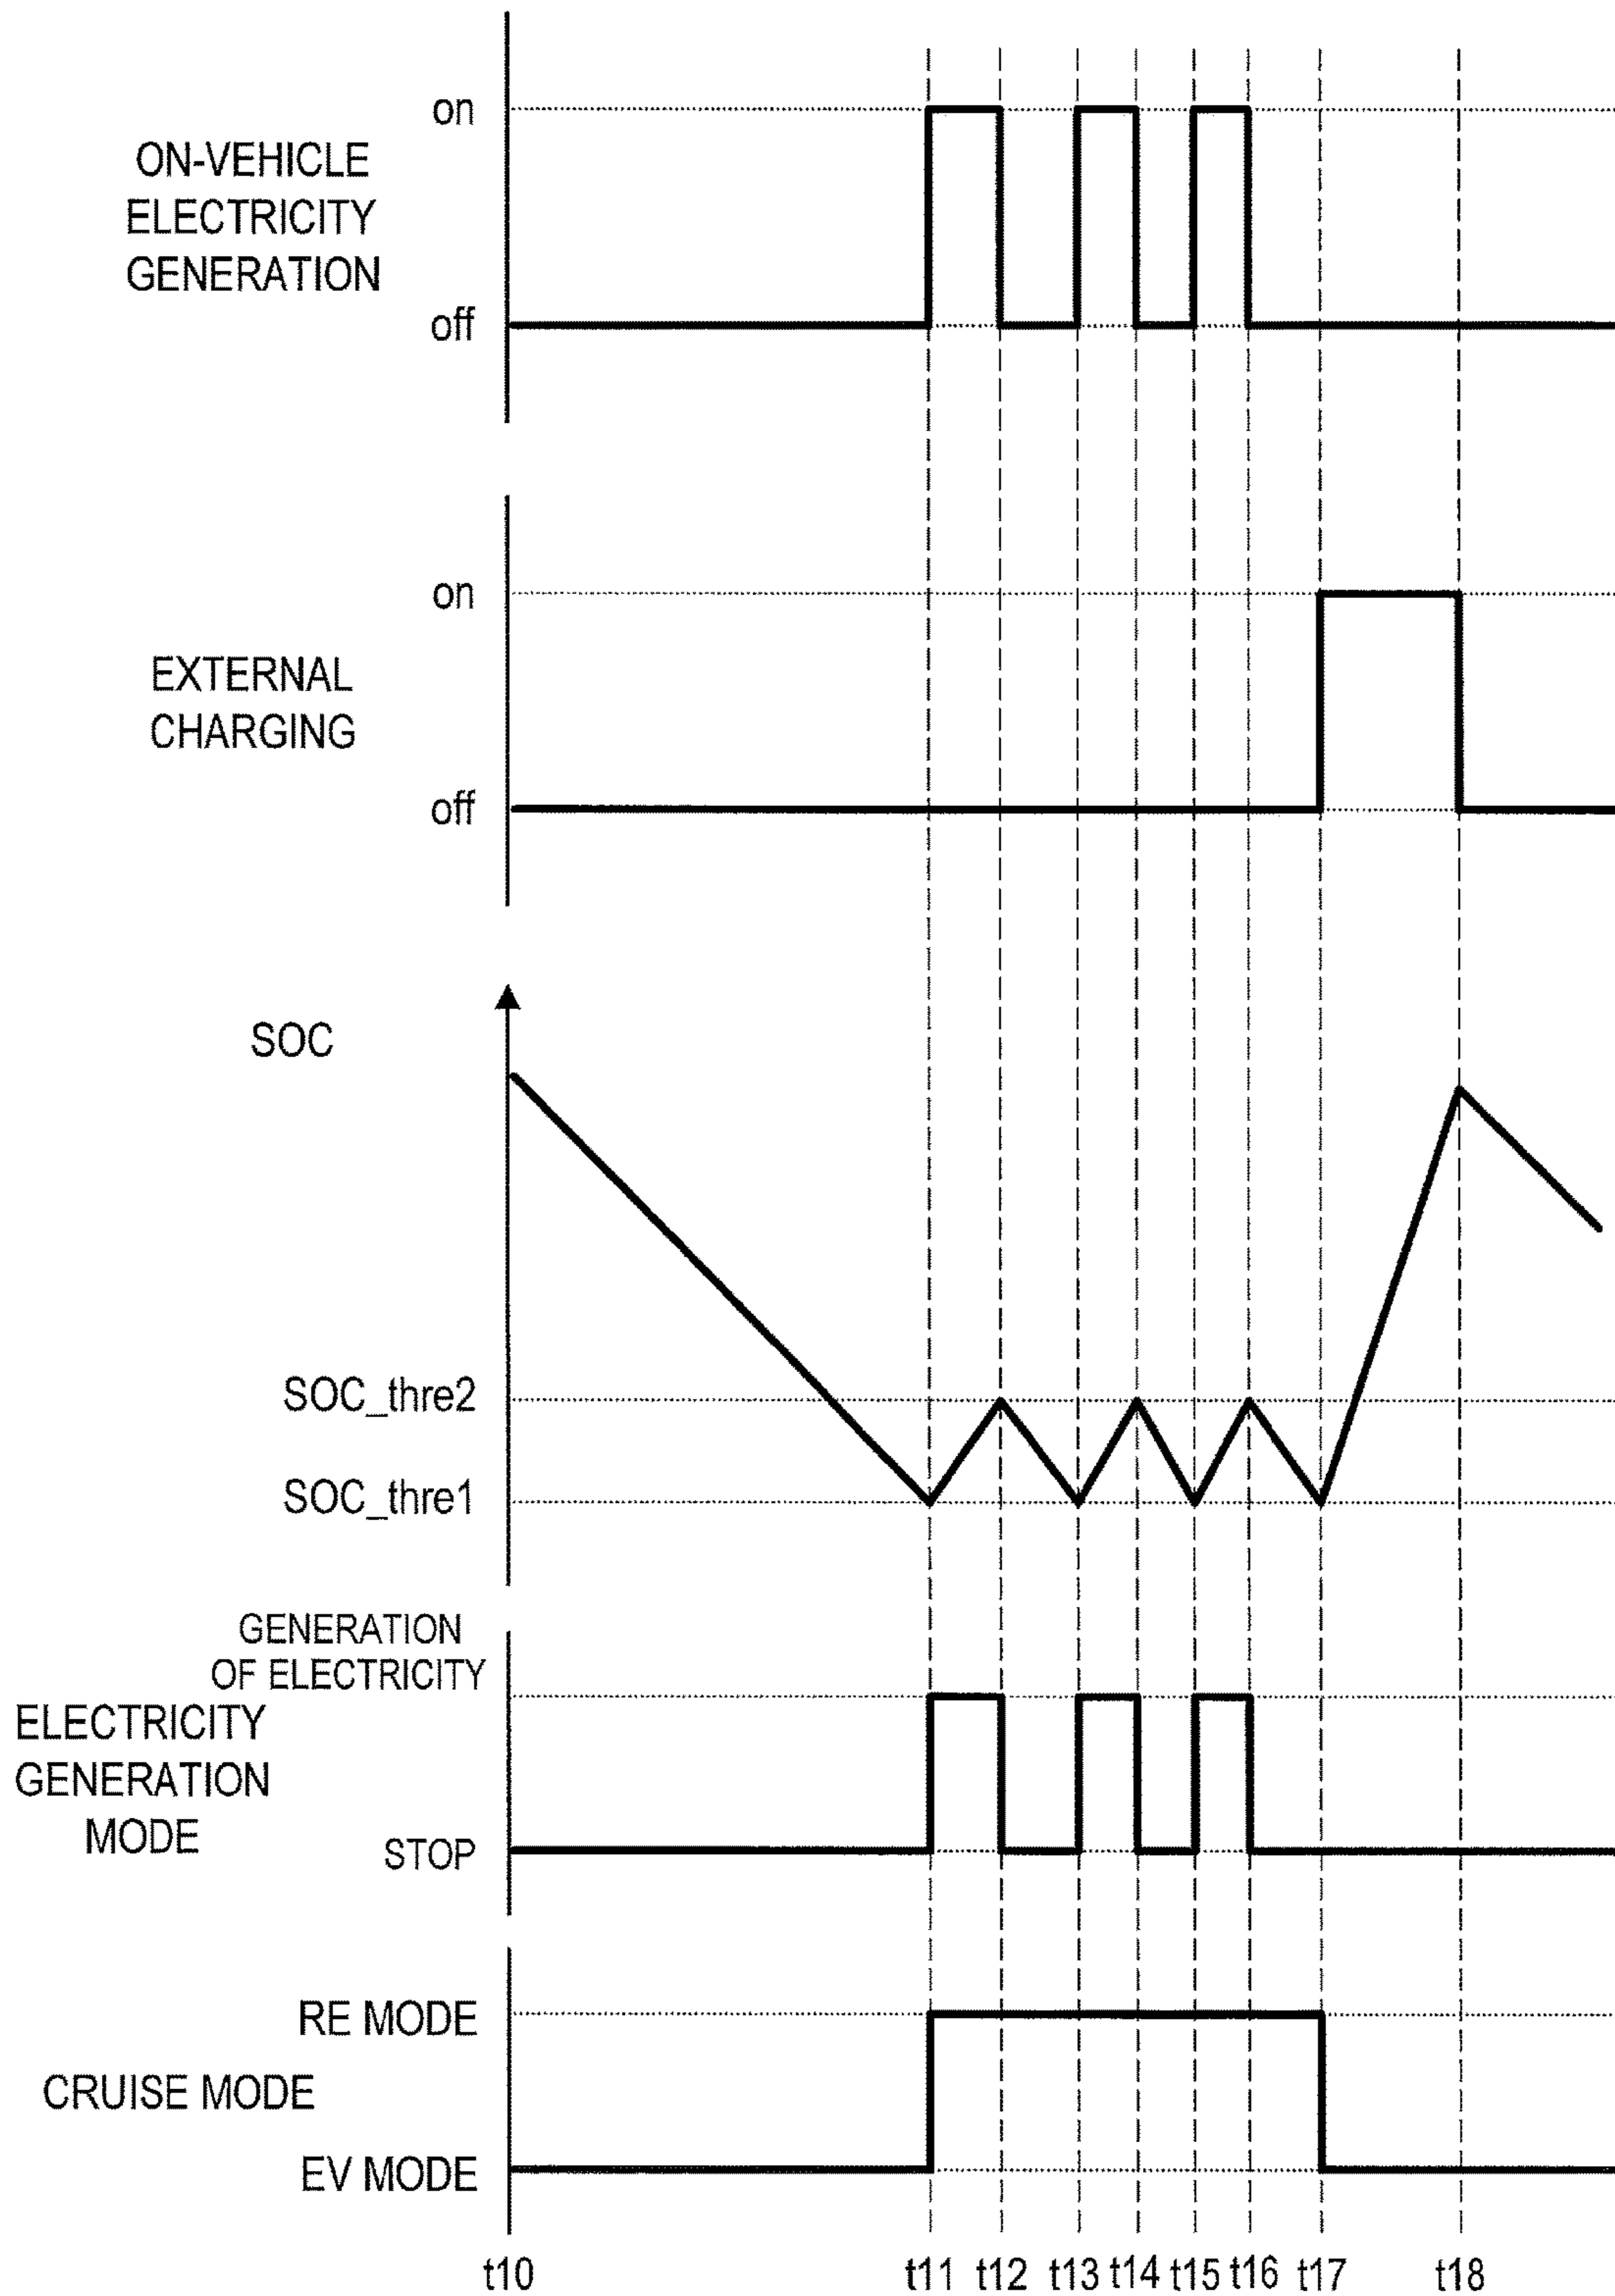 on
ON-VEHICLE
ELECTRICITY
GENERATION
off
on
EXTERNAL
CHARGING
off
SOC
SOC_thre2
SOC_thre1
GENERATION
OF ELECTRICITY
ELECTRICITY
GENERATION
MODE
STOP
RE MODE
CRUISE MODE
EV MODE
t10 t11 t12 t13 t14 t15 t16 t17 t18